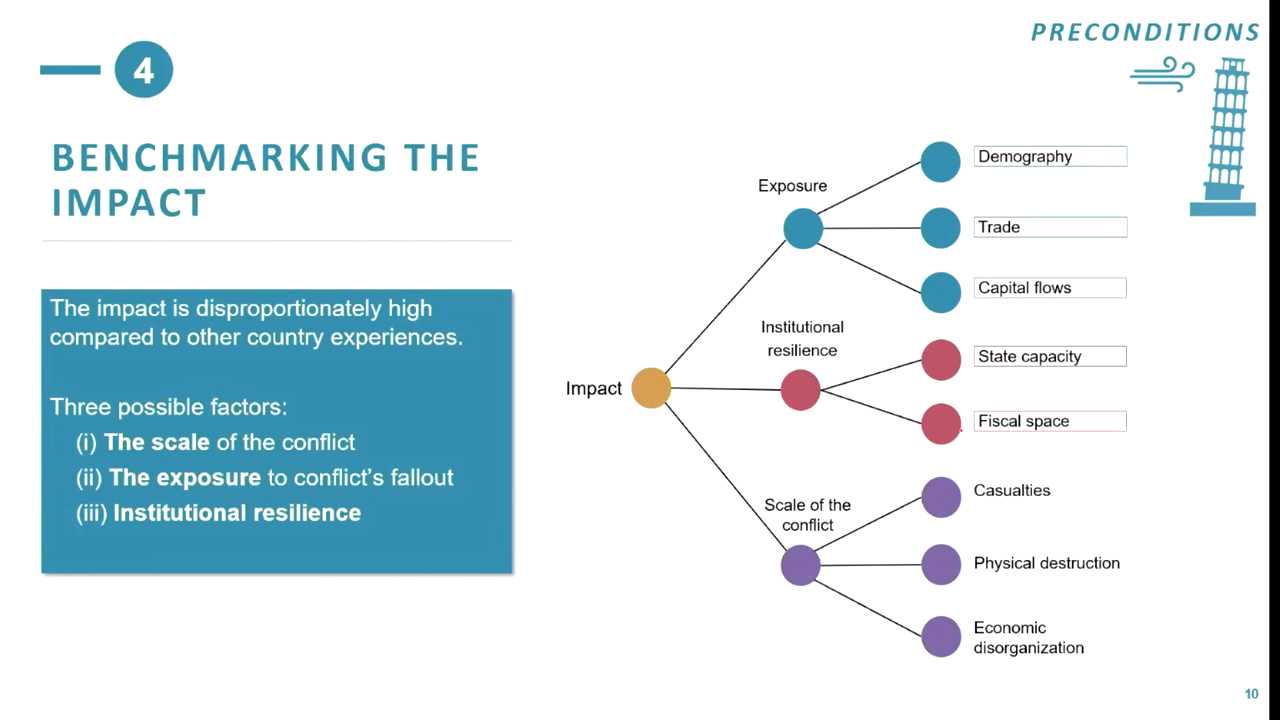 PRECONDITIONS
4
BENCHMARKING THE
IMPACT
The impact is disproportionately high
compared to other country experiences.
Three possible factors:
(i) The scale of the conflict
(ii) The exposure to conflict's fallout
(iii) Institutional resilience
Impact
Exposure
Demography
Trade
Capital flows
Institutional
resilience
State capacity
Fiscal space
Scale of the
conflict
Casualties
Physical destruction
Economic
disorganization
10